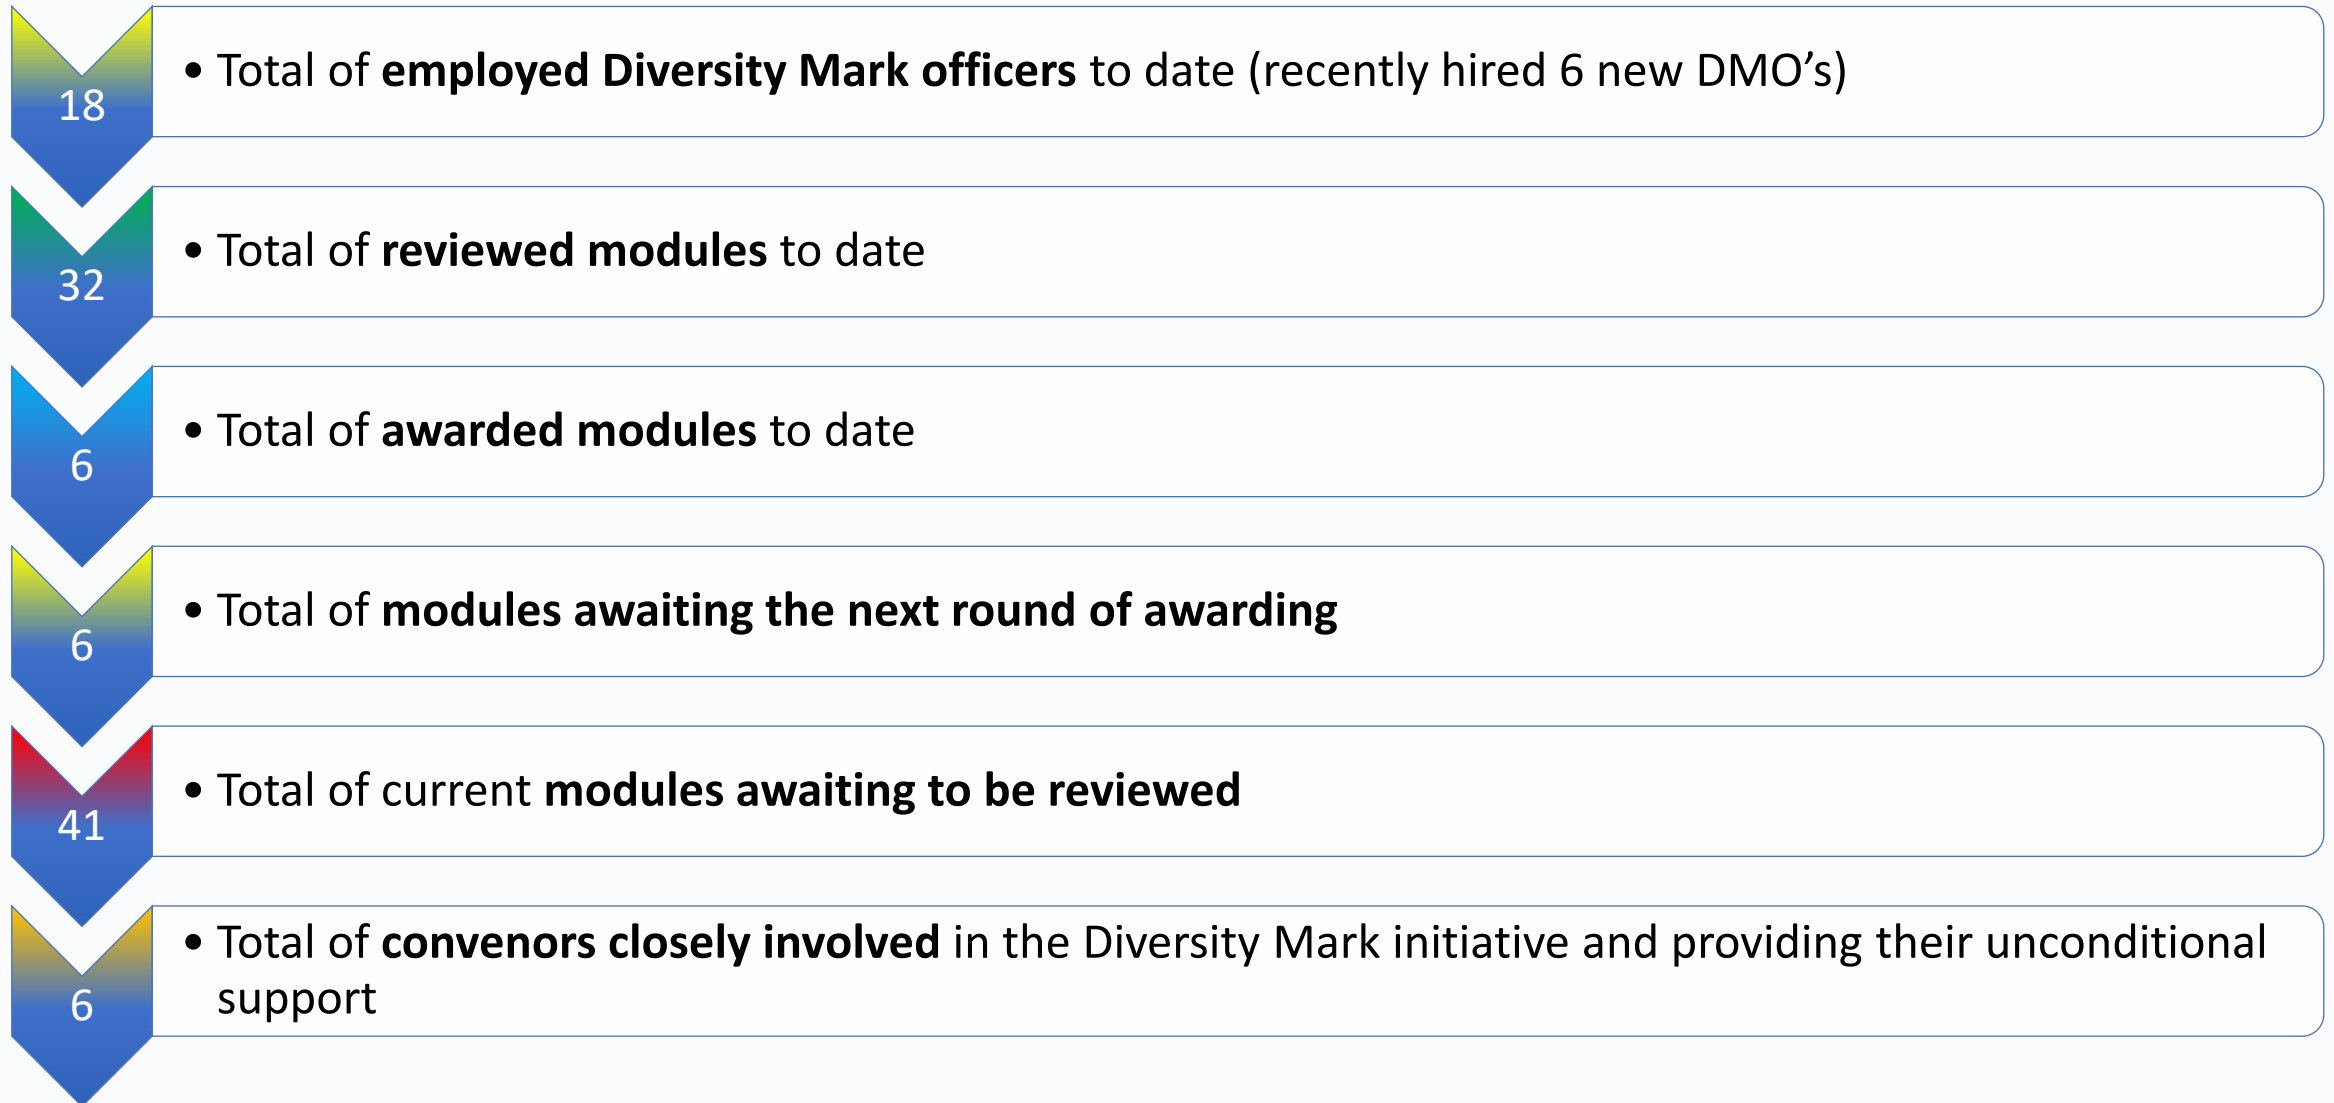 18
• Total of employed Diversity Mark officers to date (recently hired 6 new DMO’s)
32
• Total of reviewed modules to date
6
• Total of awarded modules to date
6
• Total of modules awaiting the next round of awarding
41
• Total of current modules awaiting to be reviewed
6
• Total of convenors closely involved in the Diversity Mark initiative and providing their unconditional
support